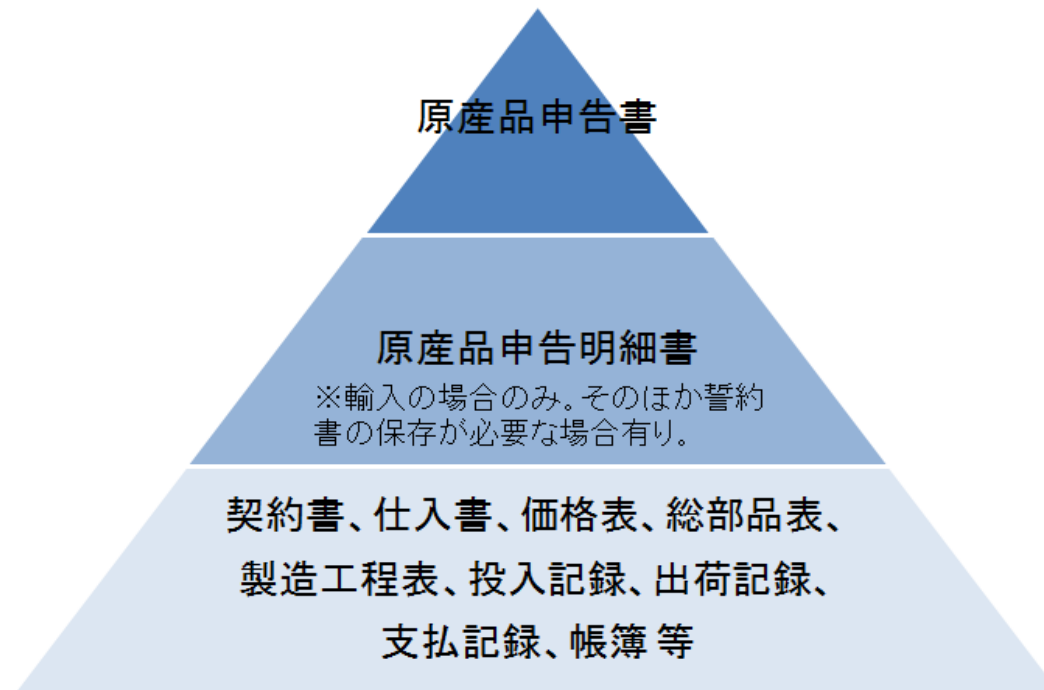 原産品申告書
原産品申告明細書
※輸入の場合のみ。そのほか誓約
書の保存が必要な場合有り。
契約書、仕入書、価格表、総部品表、
製造工程表、投入記録、出荷記録、
支払記録、帳簿 等